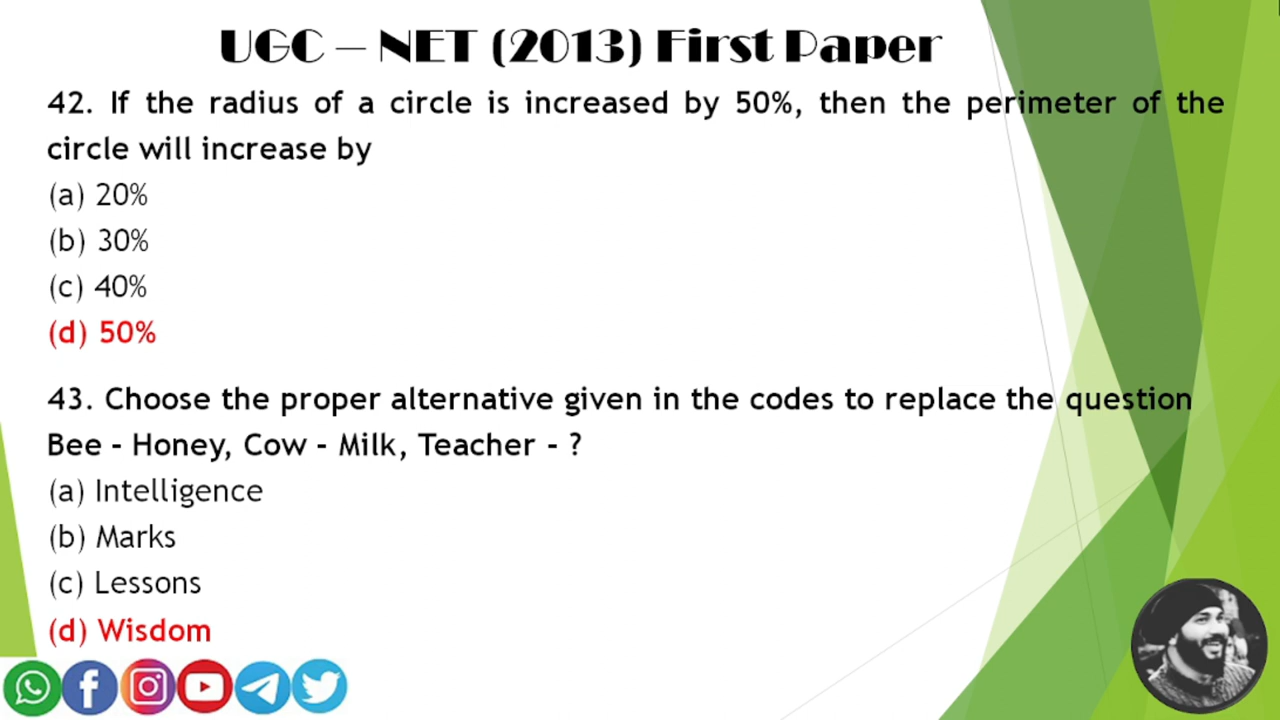 UGC – NET (2013) First Paper
42. If the radius of a circle is increased by 50%, then the perimeter of the
circle will increase by
(a) 20%
(b) 30%
(c) 40%
(d) 50%
43. Choose the proper alternative given in the codes to replace the question
Bee - Honey, Cow - Milk, Teacher - ?
(a) Intelligence
(b) Marks
(c) Lessons
(d) Wisdom